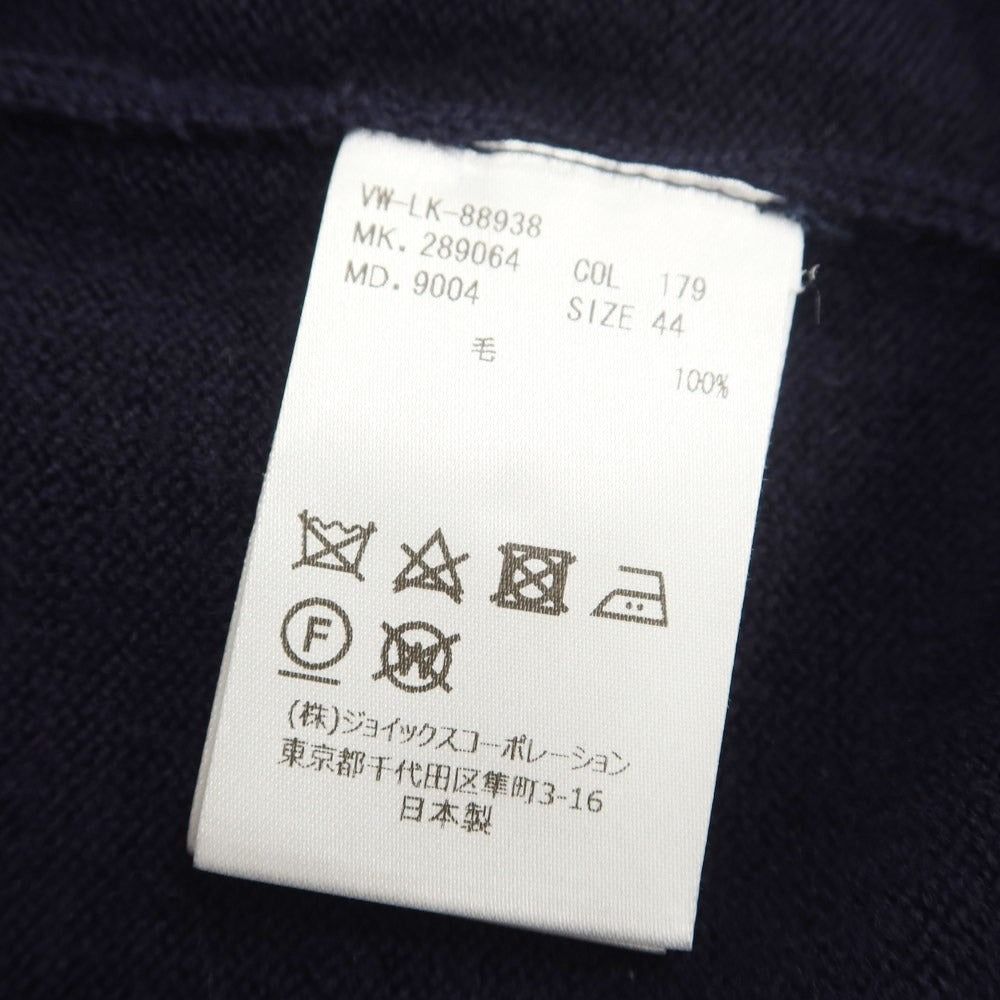 VW-LK-88938
MK. 289064 COL 179
MD. 9004 SIZE 44
毛 100%
F W
(株)ジョイックスコーポレーション
東京都千代田区隼町3-16
日本製